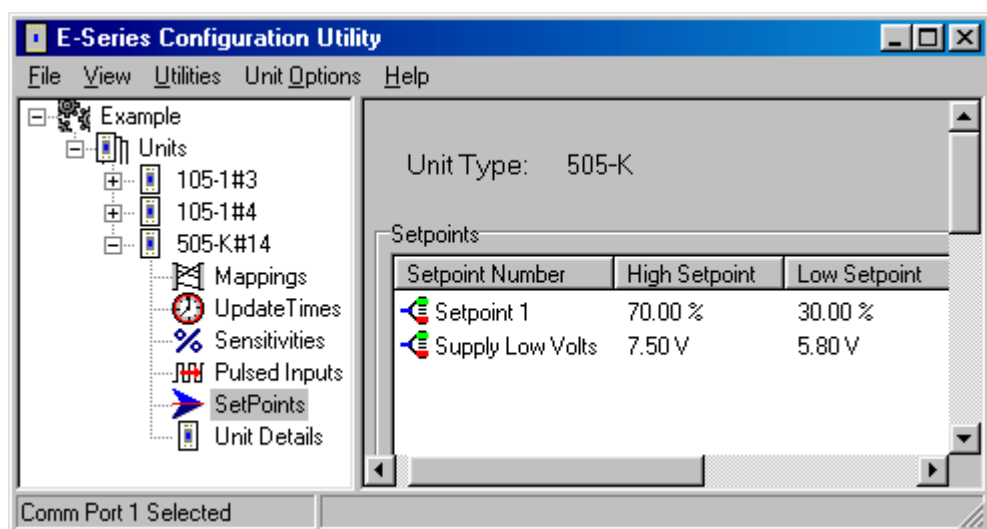 E-Series Configuration Utility
File View Utilities Unit Options Help
Example
Units
105-1#3
105-1#4
505-K#14
Mappings
UpdateTimes
Sensitivities
Pulsed Inputs
SetPoints
Unit Details
Unit Type: 505-K
Setpoints
Setpoint Number High Setpoint Low Setpoint
Setpoint 1 70.00 % 30.00 %
Supply Low Volts 7.50 V 5.80 V
Comm Port 1 Selected